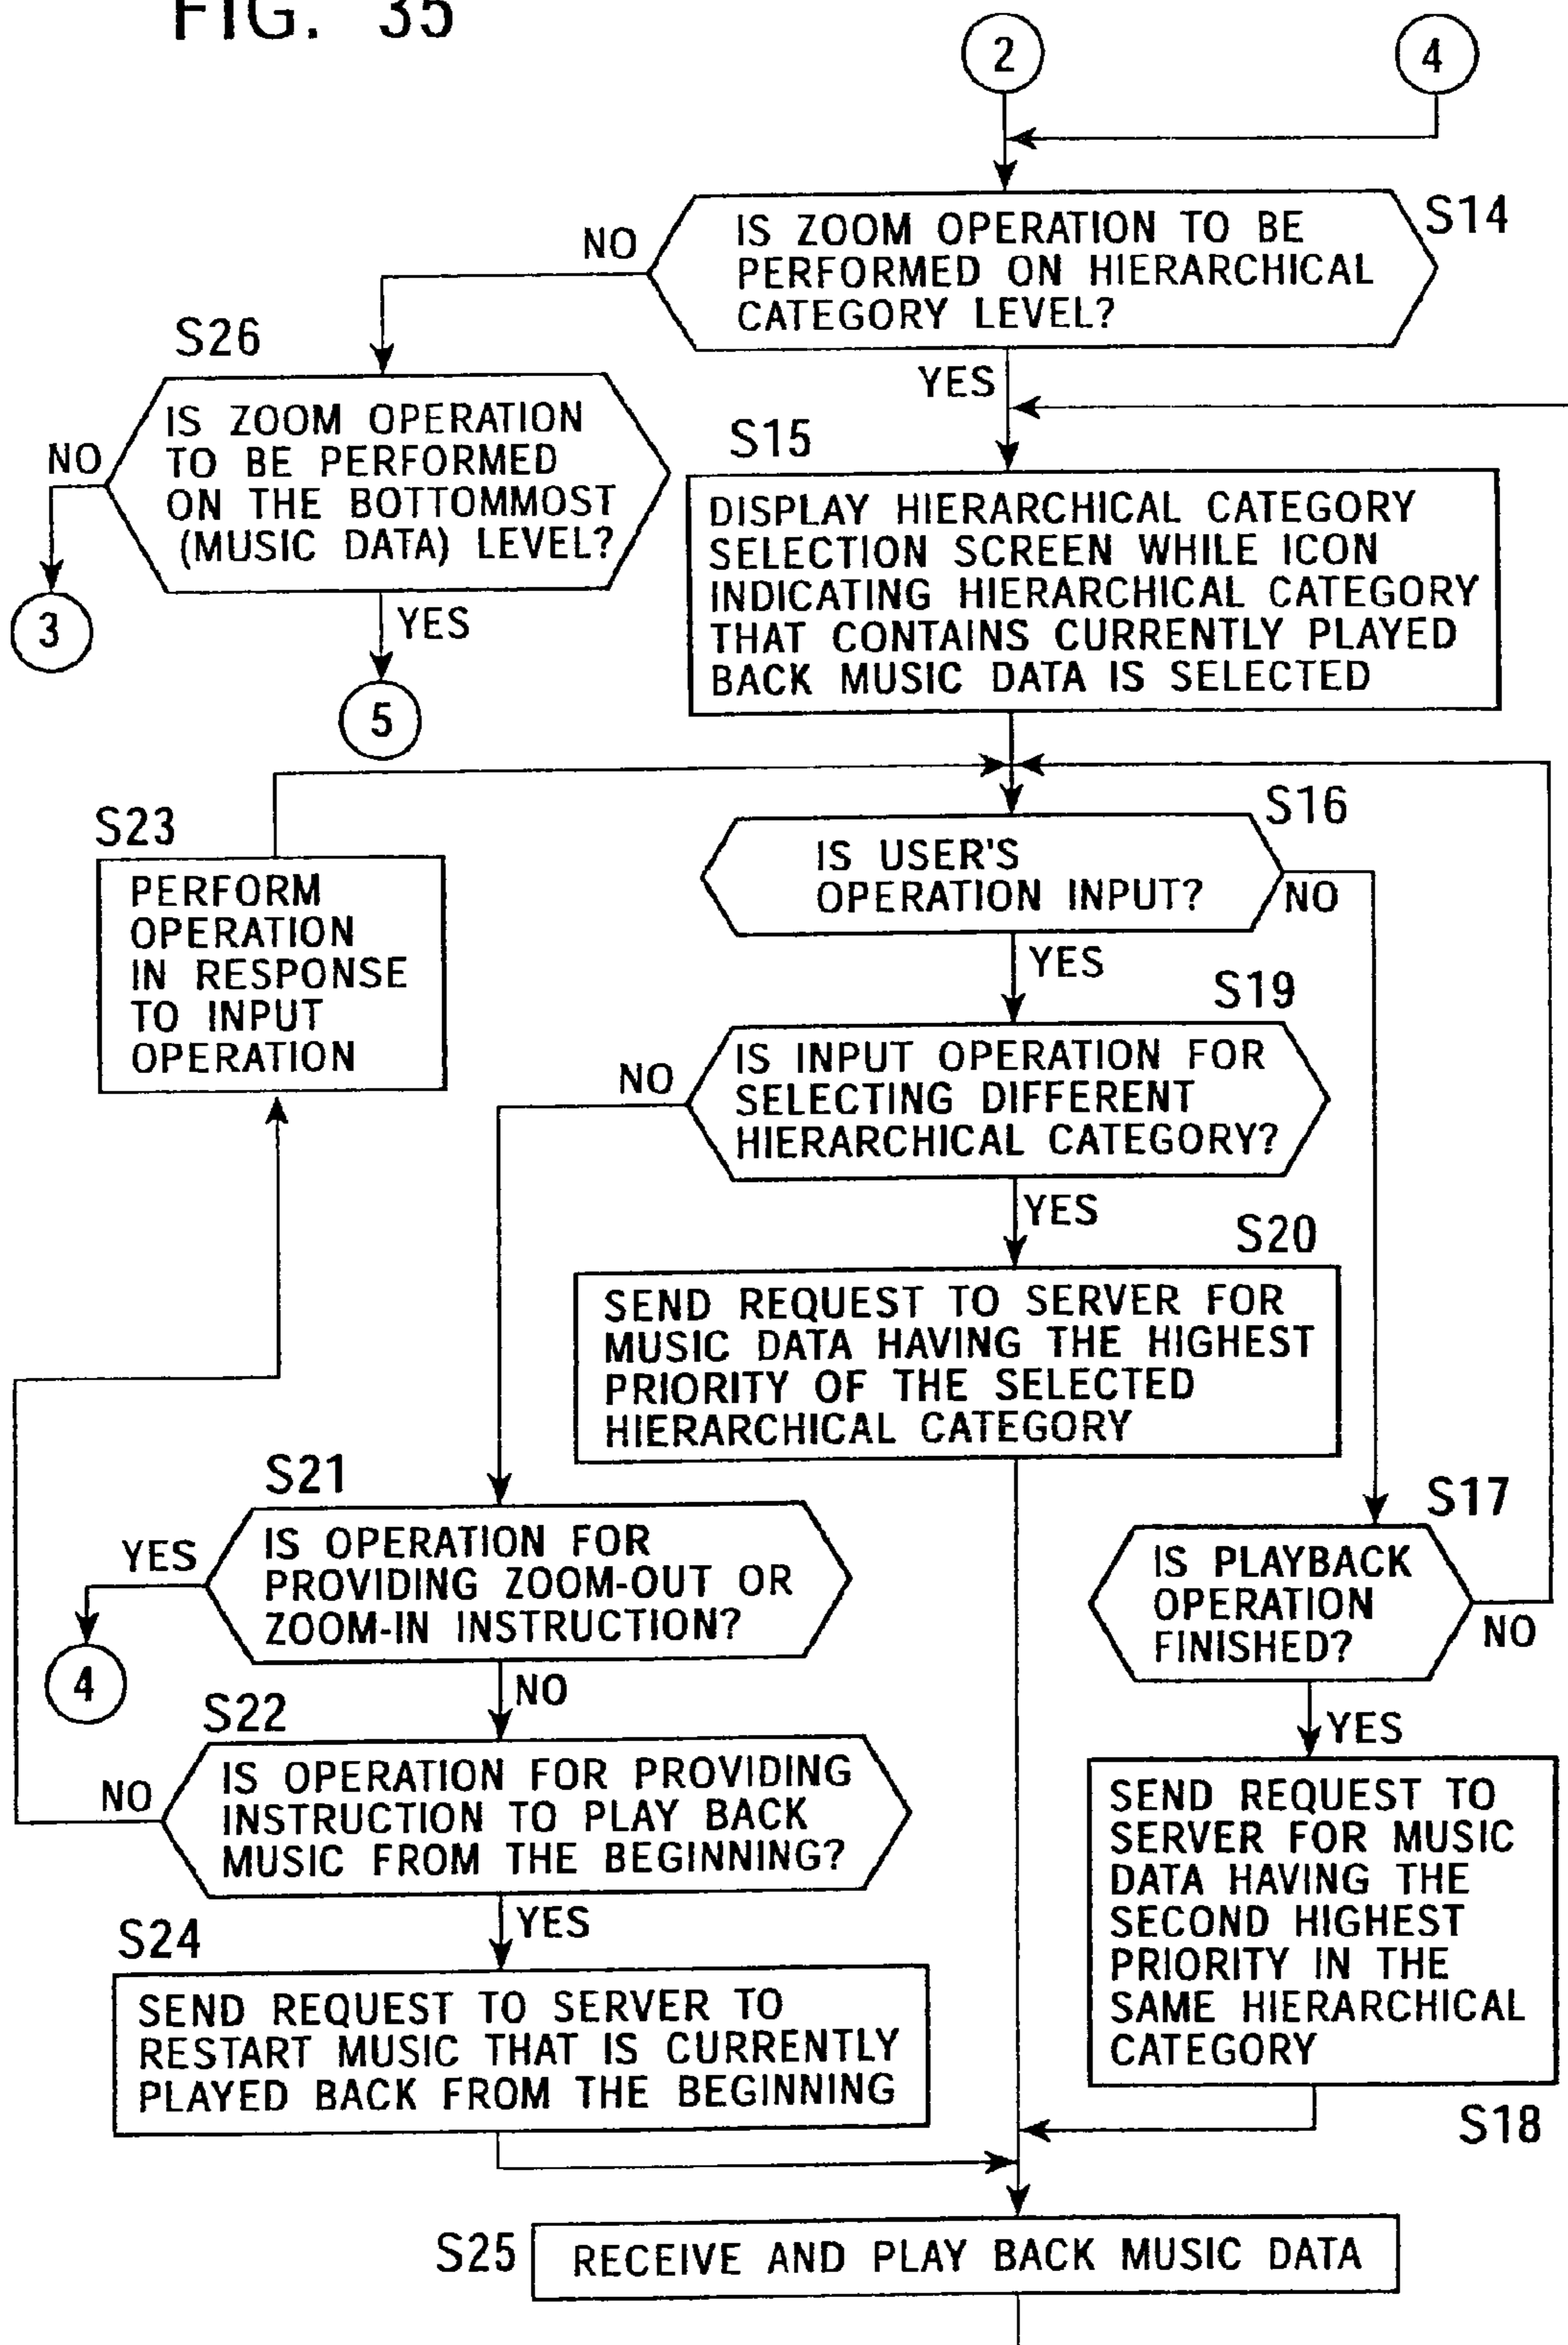 FIG. 35
2
4
S14
IS ZOOM OPERATION TO BE
PERFORMED ON HIERARCHICAL
CATEGORY LEVEL?
NO
YES
S26
IS ZOOM OPERATION
TO BE PERFORMED
ON THE BOTTOMMOST
(MUSIC DATA) LEVEL?
NO
3
YES
5
S15
DISPLAY HIERARCHICAL CATEGORY
SELECTION SCREEN WHILE ICON
INDICATING HIERARCHICAL CATEGORY
THAT CONTAINS CURRENTLY PLAYED
BACK MUSIC DATA IS SELECTED
S23
PERFORM
OPERATION
IN RESPONSE
TO INPUT
OPERATION
S16
IS USER'S
OPERATION INPUT?
NO
YES
S19
IS INPUT OPERATION FOR
SELECTING DIFFERENT
HIERARCHICAL CATEGORY?
NO
YES
S20
SEND REQUEST TO SERVER FOR
MUSIC DATA HAVING THE HIGHEST
PRIORITY OF THE SELECTED
HIERARCHICAL CATEGORY
S21
IS OPERATION FOR
PROVIDING ZOOM-OUT OR
ZOOM-IN INSTRUCTION?
YES
4
NO
S17
IS PLAYBACK
OPERATION
FINISHED?
NO
YES
S22
IS OPERATION FOR PROVIDING
INSTRUCTION TO PLAY BACK
MUSIC FROM THE BEGINNING?
NO
YES
SEND REQUEST TO
SERVER FOR MUSIC
DATA HAVING THE
SECOND HIGHEST
PRIORITY IN THE
SAME HIERARCHICAL
CATEGORY
S18
S24
SEND REQUEST TO SERVER TO
RESTART MUSIC THAT IS CURRENTLY
PLAYED BACK FROM THE BEGINNING
S25
RECEIVE AND PLAY BACK MUSIC DATA